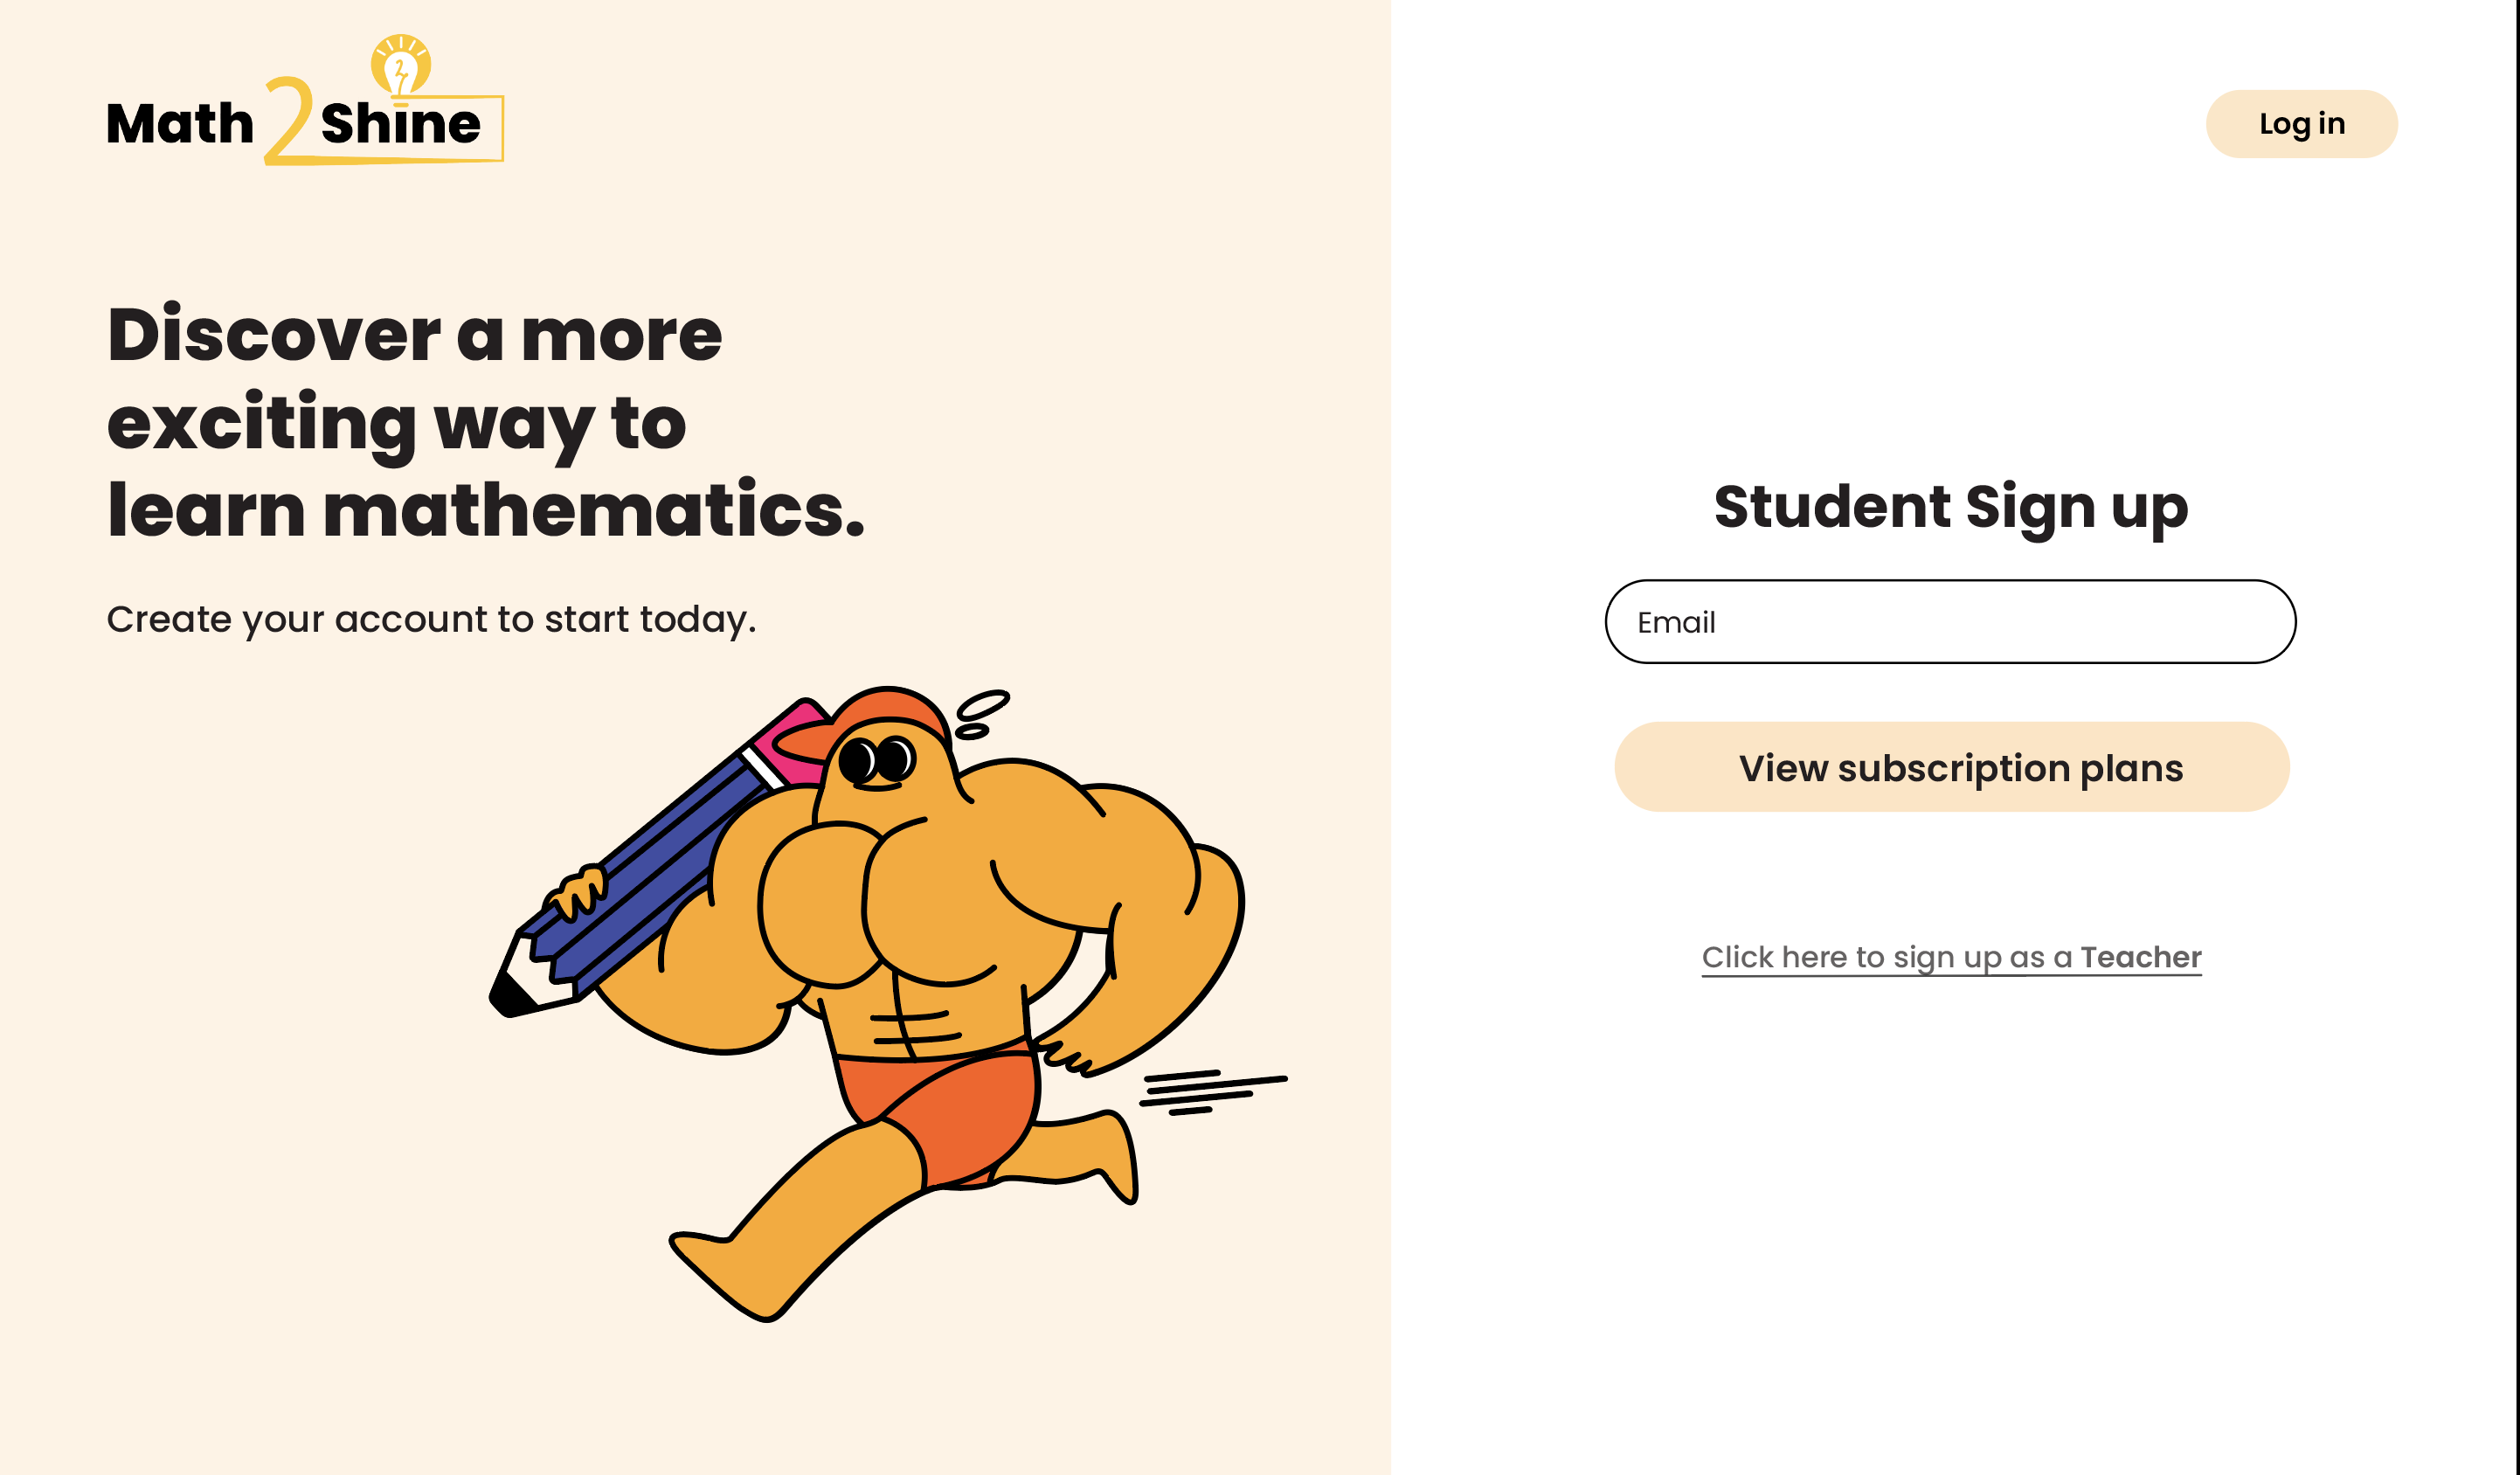 Math 2 Shine
Log in
Discover a more
exciting way to
learn mathematics.
Create your account to start today.
Student Sign up
Email
View subscription plans
Click here to sign up as a Teacher